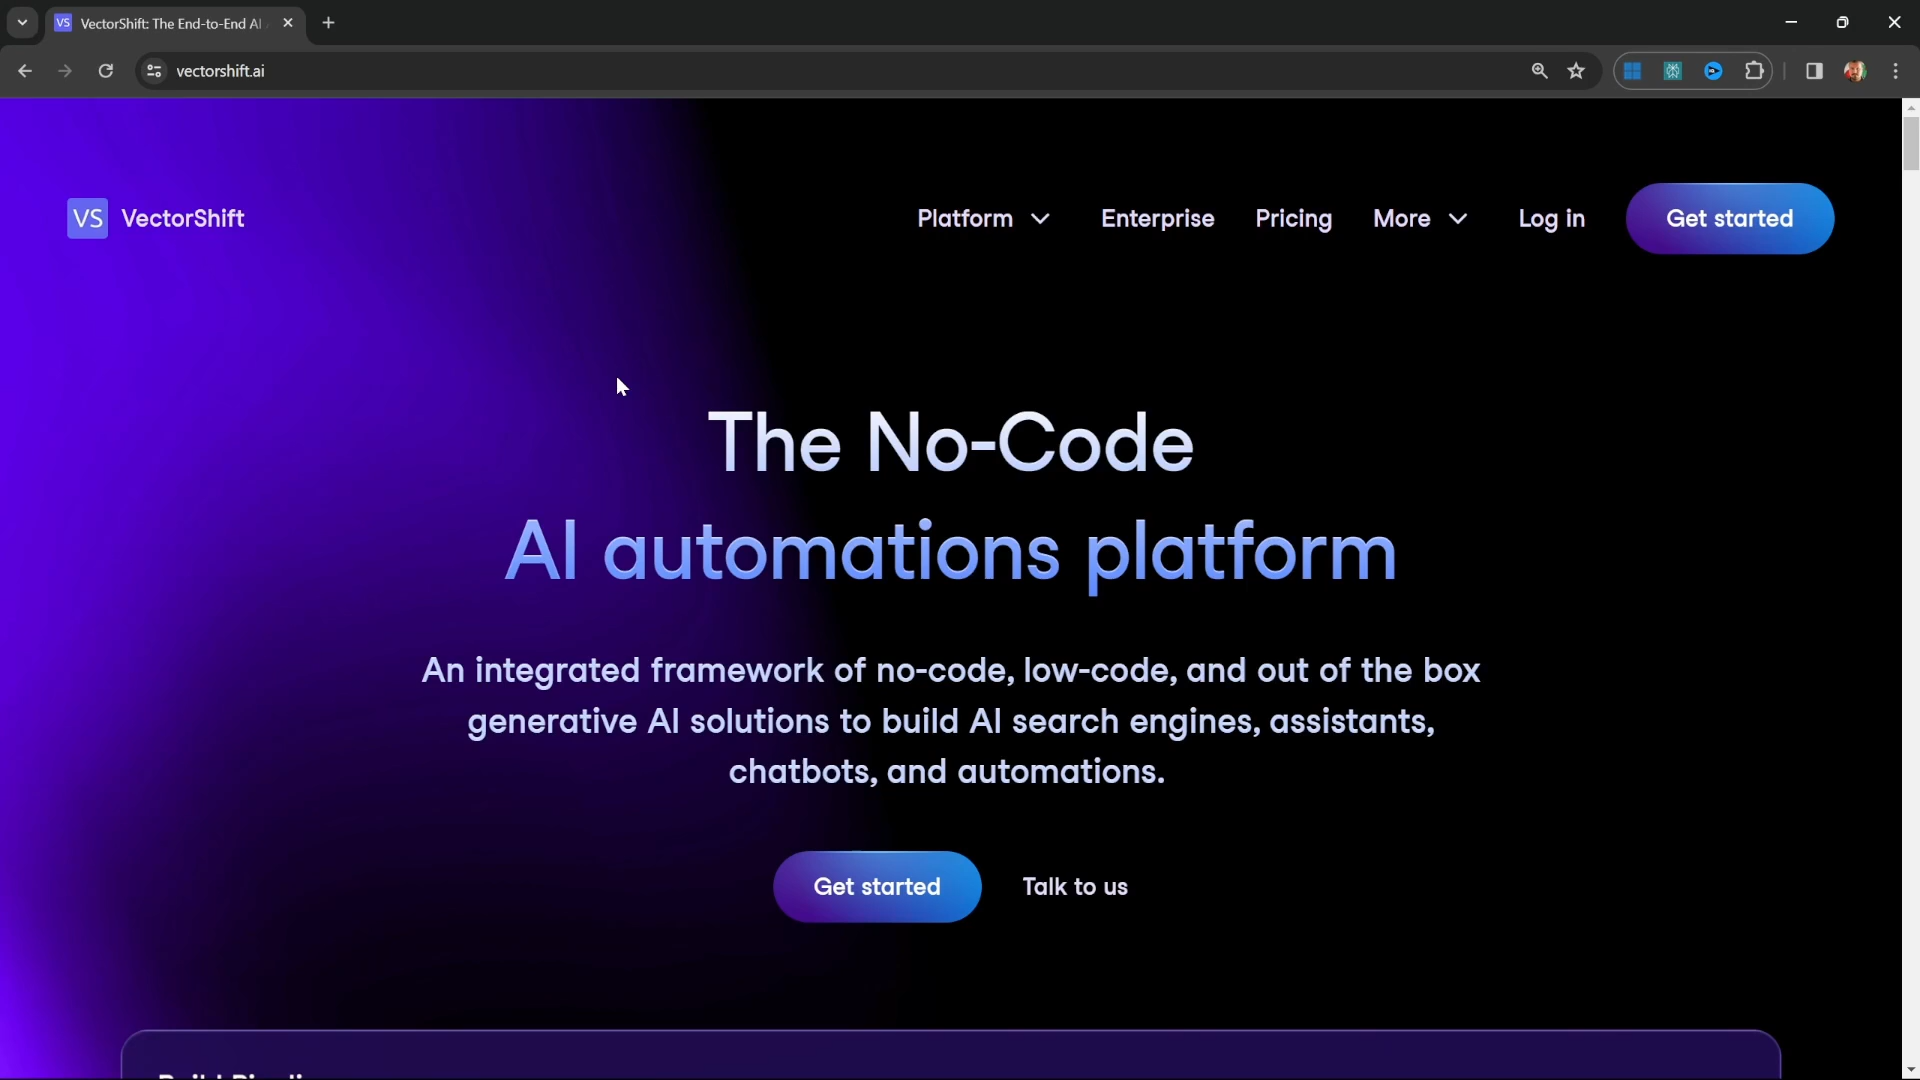 VS VectorShift: The End-to-End AI
vectorshift.ai
VS VectorShift
Platform
Enterprise
Pricing
More
Log in
Get started
The No-Code
AI automations platform
An integrated framework of no-code, low-code, and out of the box
generative AI solutions to build AI search engines, assistants,
chatbots, and automations.
Get started
Talk to us